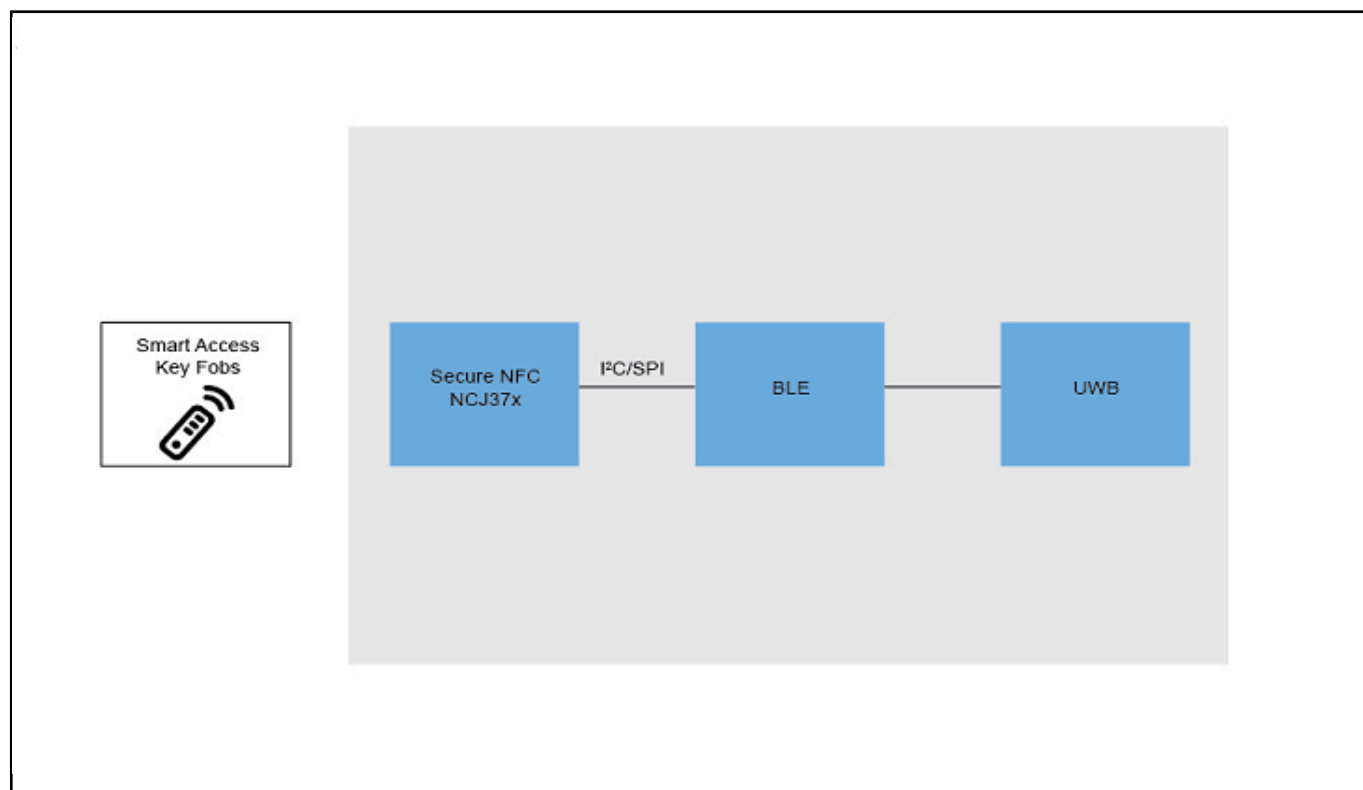 Smart Access
Key Fobs
Secure NFC
NCJ37x
I²C/SPI
BLE
UWB